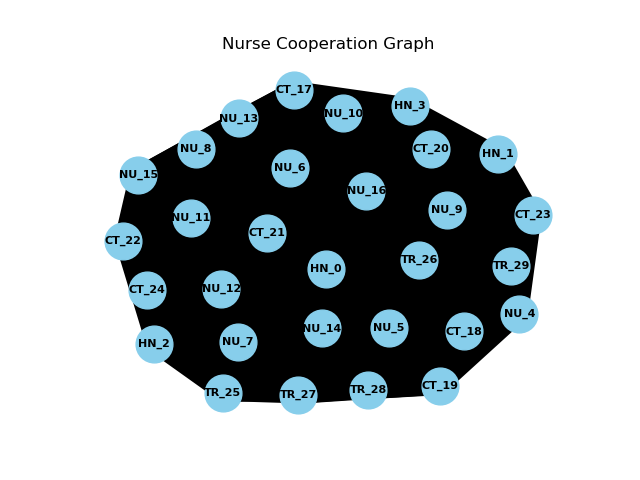 Nurse Cooperation Graph
CT_17
HN_3
NU_10
NU_13
NU_8
CT_20
HN_1
NU_6
NU_15
NU_16
NU_9
CT_23
NU_11
CT_21
CT_22
TR_26
TR_29
HN_0
CT_24
NU_12
NU_4
NU_14
NU_5
CT_18
NU_7
HN_2
CT_19
TR_28
TR_25
TR_27